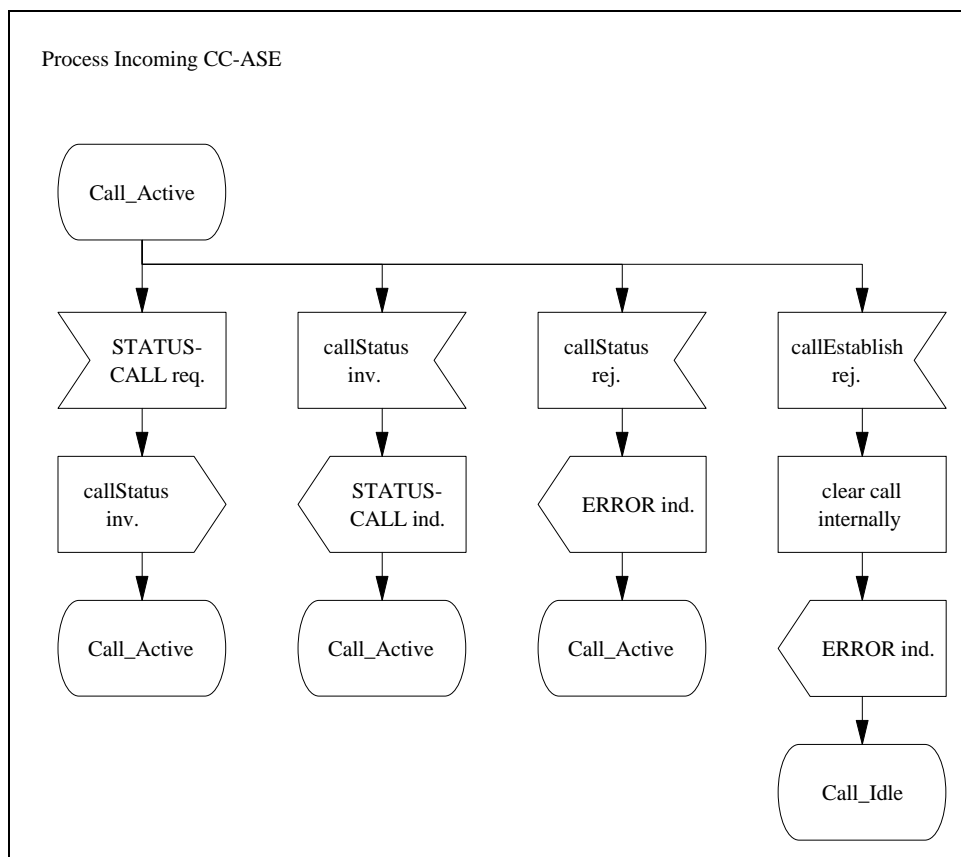 Process Incoming CC-ASE
Call_Active
STATUS-
CALL req.
callStatus
inv.
callStatus
rej.
callEstablish
rej.
callStatus
inv.
STATUS-
CALL ind.
ERROR ind.
clear call
internally
Call_Active
Call_Active
Call_Active
ERROR ind.
Call_Idle